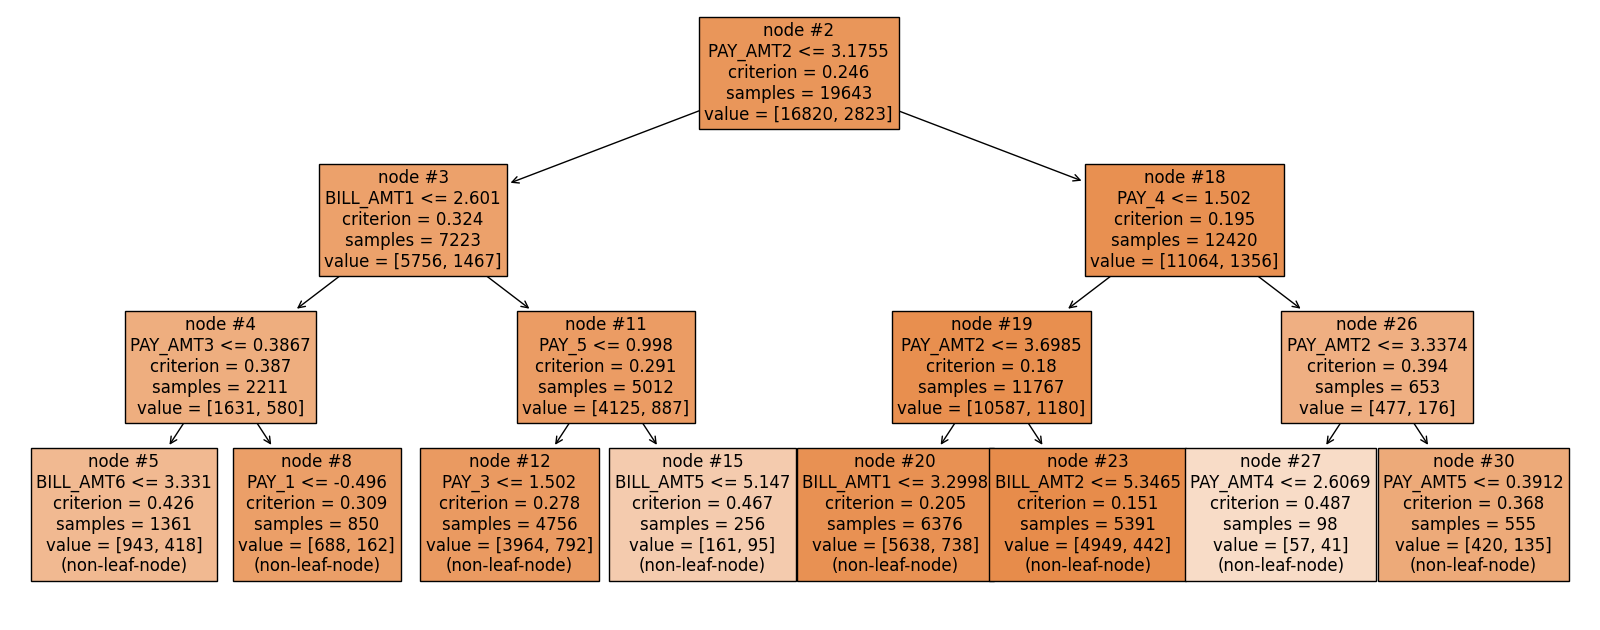 node #2
PAY_AMT2 <= 3.1755
criterion = 0.246
samples = 19643
value = [16820, 2823]
node #3
BILL_AMT1 <= 2.601
criterion = 0.324
samples = 7223
value = [5756, 1467]
node #18
PAY_4 <= 1.502
criterion = 0.195
samples = 12420
value = [11064, 1356]
node #4
PAY_AMT3 <= 0.3867
criterion = 0.387
samples = 2211
value = [1631, 580]
node #11
PAY_5 <= 0.998
criterion = 0.291
samples = 5012
value = [4125, 887]
node #19
PAY_AMT2 <= 3.6985
criterion = 0.18
samples = 11767
value = [10587, 1180]
node #26
PAY_AMT2 <= 3.3374
criterion = 0.394
samples = 653
value = [477, 176]
node #5
BILL_AMT6 <= 3.331
criterion = 0.426
samples = 1361
value = [943, 418]
(non-leaf-node)
node #8
PAY_1 <= -0.496
criterion = 0.309
samples = 850
value = [688, 162]
(non-leaf-node)
node #12
PAY_3 <= 1.502
criterion = 0.278
samples = 4756
value = [3964, 792]
(non-leaf-node)
node #15
BILL_AMT5 <= 5.147
criterion = 0.467
samples = 256
value = [161, 95]
(non-leaf-node)
node #20
BILL_AMT1 <= 3.2998
criterion = 0.205
samples = 6376
value = [5638, 738]
(non-leaf-node)
node #23
BILL_AMT2 <= 5.3465
criterion = 0.151
samples = 5391
value = [4949, 442]
(non-leaf-node)
node #27
PAY_AMT4 <= 2.6069
criterion = 0.487
samples = 98
value = [57, 41]
(non-leaf-node)
node #30
PAY_AMT5 <= 0.3912
criterion = 0.368
samples = 555
value = [420, 135]
(non-leaf-node)